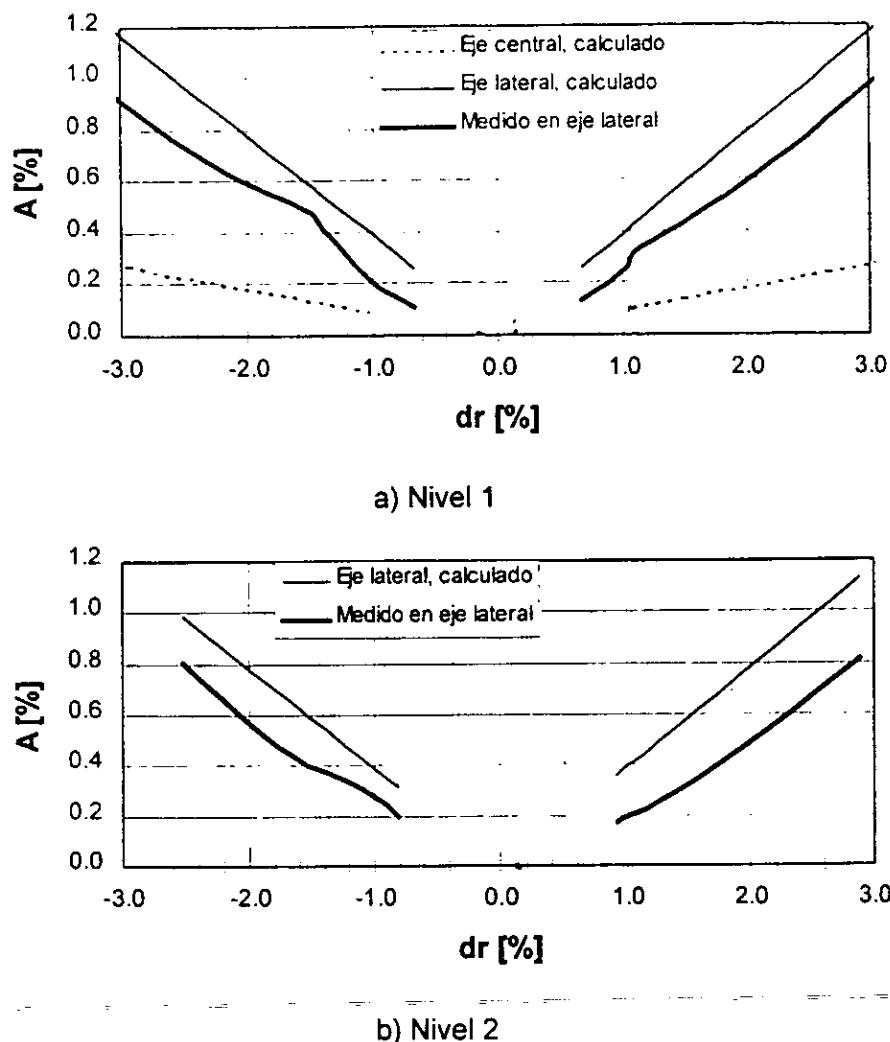 1.2
1.0
0.8
0.6
0.4
0.2
0.0
A [%]
Eje central, calculado
Eje lateral, calculado
Medido en eje lateral
-3.0 -2.0 -1.0 0.0 1.0 2.0 3.0
dr [%]
a) Nivel 1
1.2
1.0
0.8
0.6
0.4
0.2
0.0
A [%]
Eje lateral, calculado
Medido en eje lateral
-3.0 -2.0 -1.0 0.0 1.0 2.0 3.0
dr [%]
b) Nivel 2